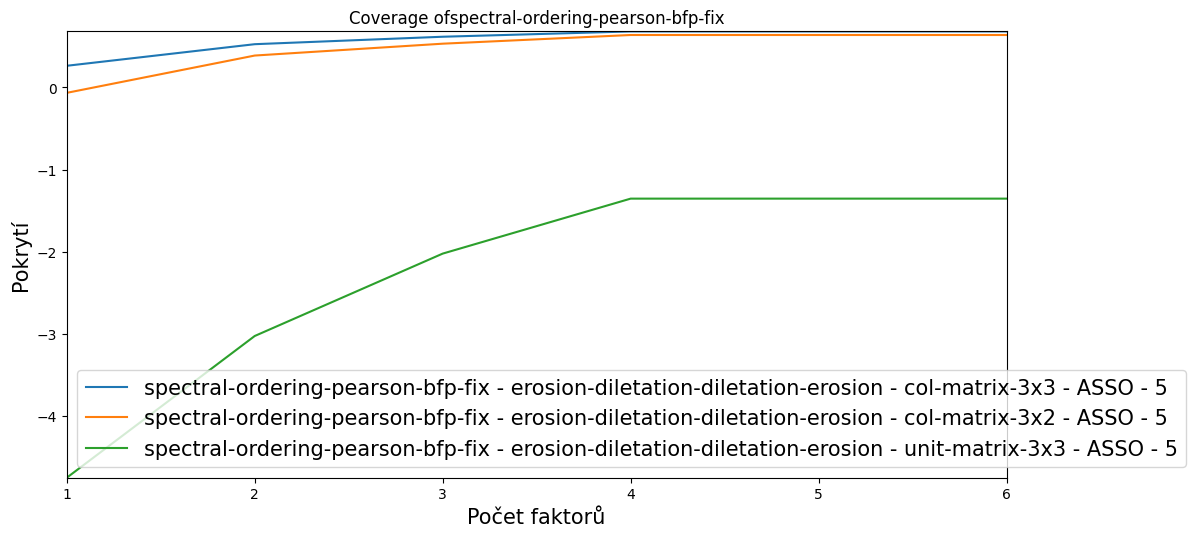 Coverage ofspectral-ordering-pearson-bfp-fix
0
−1
−2
−3
−4
Pokrytí
spectral-ordering-pearson-bfp-fix - erosion-diletation-diletation-erosion - col-matrix-3x3 - ASSO - 5
spectral-ordering-pearson-bfp-fix - erosion-diletation-diletation-erosion - col-matrix-3x2 - ASSO - 5
spectral-ordering-pearson-bfp-fix - erosion-diletation-diletation-erosion - unit-matrix-3x3 - ASSO - 5
1 2 3 4 5 6
Počet faktorů